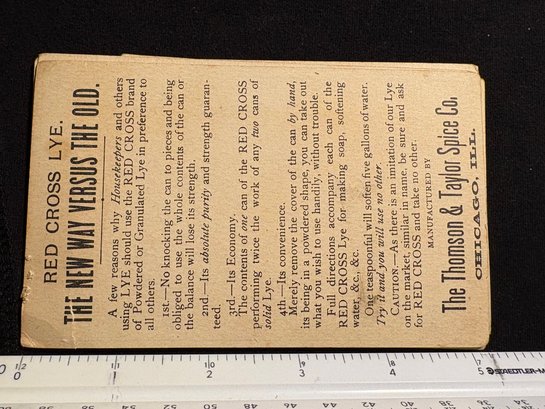 RED CROSS LYE.
THE NEW WAY VERSUS THE OLD.
A few reasons why Housekeepers and others
using LYE should use the RED CROSS brand
of Powdered or Granulated Lye in preference to
all others.
1st—No knocking the can to pieces and being
obliged to use the whole contents of the can or
the balance will lose its strength.
2nd—Its absolute purity and strength guaran-
teed.
3rd—Its Economy.
The contents of one can of the RED CROSS
performing twice the work of any two cans of
solid Lye.
4th—Its convenience.
Merely remove the cover of the can by hand,
its being in a powdered shape, you can take out
what you wish to use handily, without trouble.
Full directions accompany each can of the
RED CROSS Lye for making soap, softening
water, &c., &c.
One teaspoonful will soften five gallons of water.
Try it and you will use no other.
CAUTION.—As there is an imitation of our Lye
on the market, similar in name, be sure and ask
for RED CROSS and take no other.
MANUFACTURED BY
The Thomson & Taylor Spice Co.
CHICAGO, ILL.
0 1 2 3 4 5 STAEDTLER-M